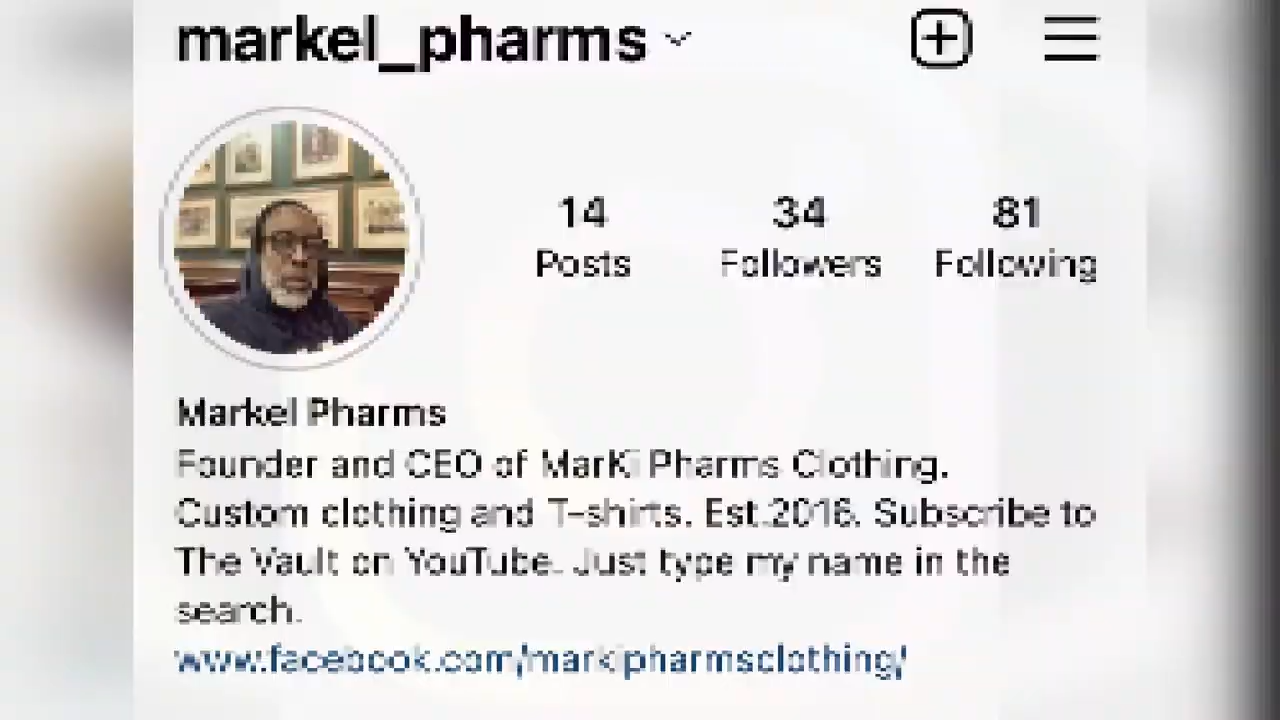 markel_pharms
14 34 81
Posts Followers Following
Markel Pharms
Founder and CEO of MarKi Pharms Clothing.
Custom clothing and T-shirts. Est.2016. Subscribe to
The Vault on YouTube. Just type my name in the
search.
www.facebook.com/markipharmsclothing/